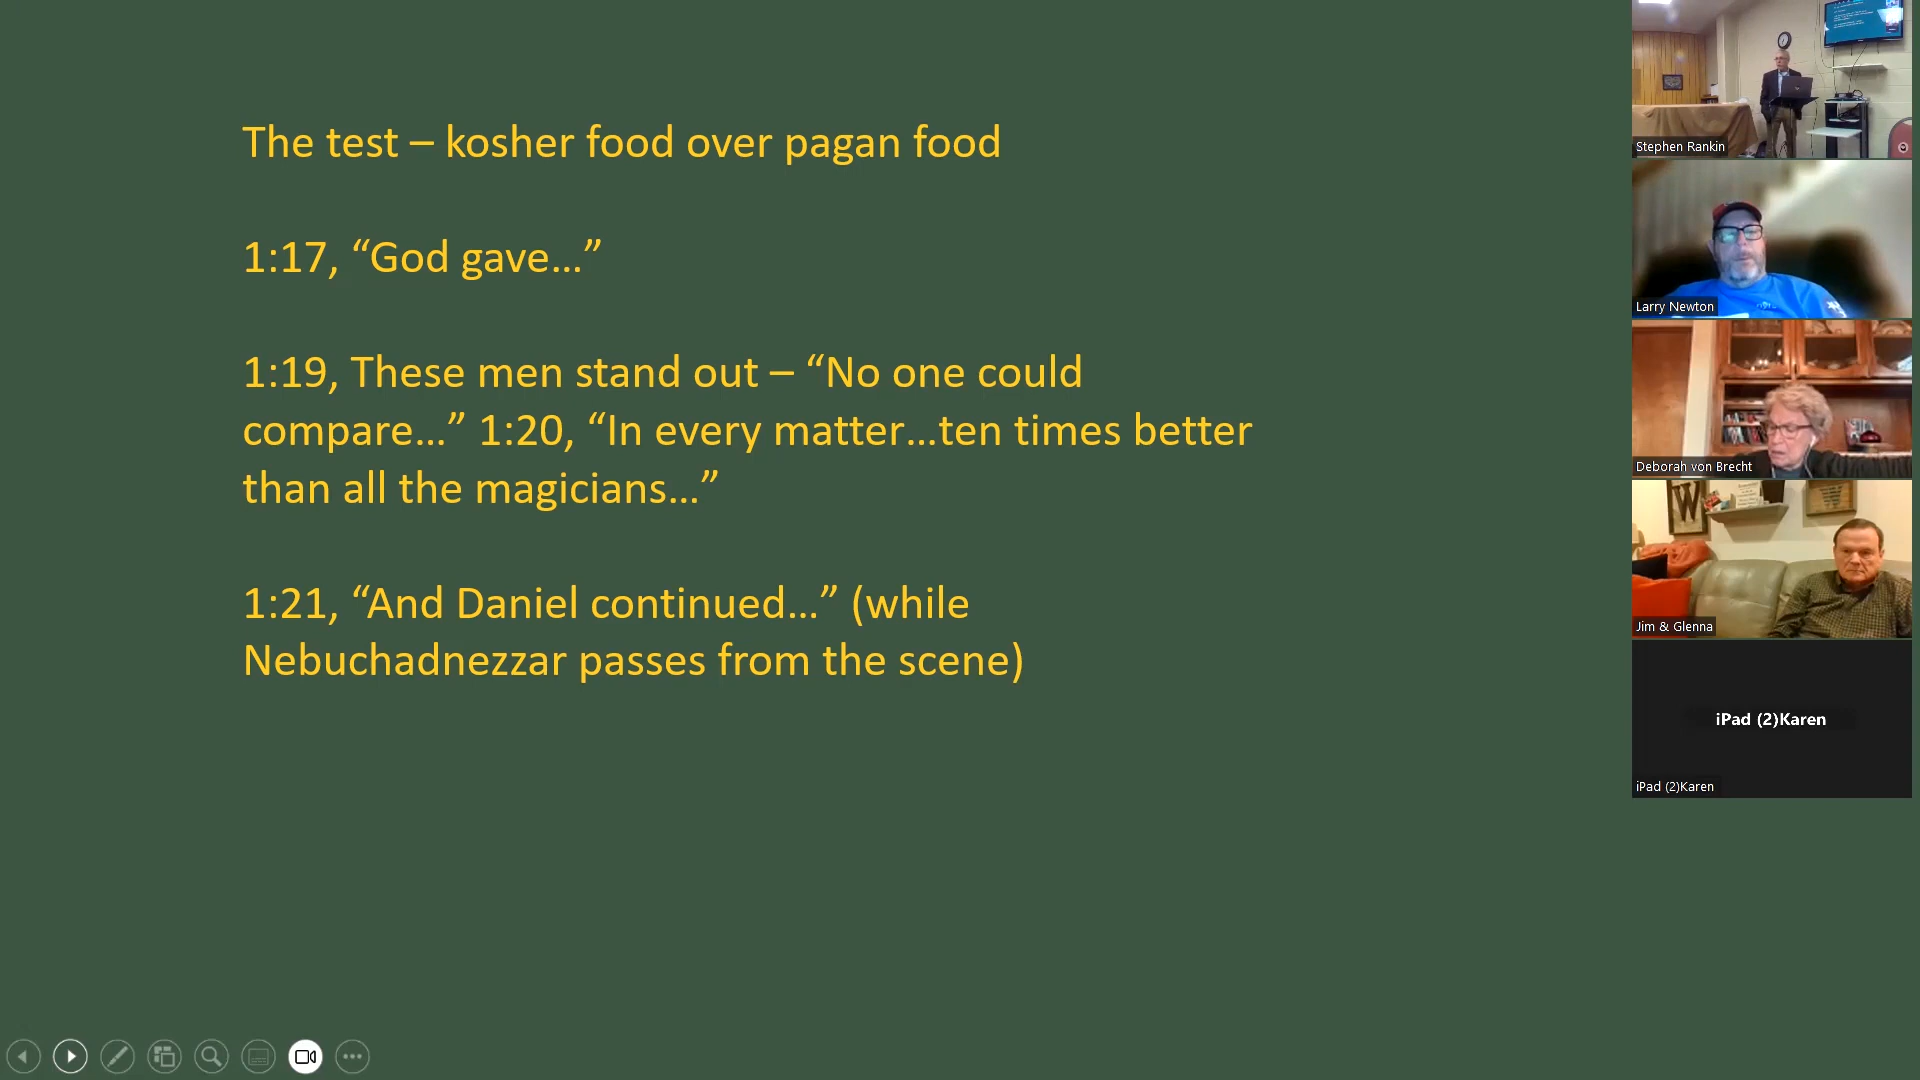 The test – kosher food over pagan food
1:17, “God gave…”
1:19, These men stand out – “No one could
compare…” 1:20, “In every matter…ten times better
than all the magicians…”
1:21, “And Daniel continued…” (while
Nebuchadnezzar passes from the scene)
Stephen Rankin
Larry Newton
Deborah von Brecht
W
Jim & Glenna
iPad (2)Karen
iPad (2)Karen